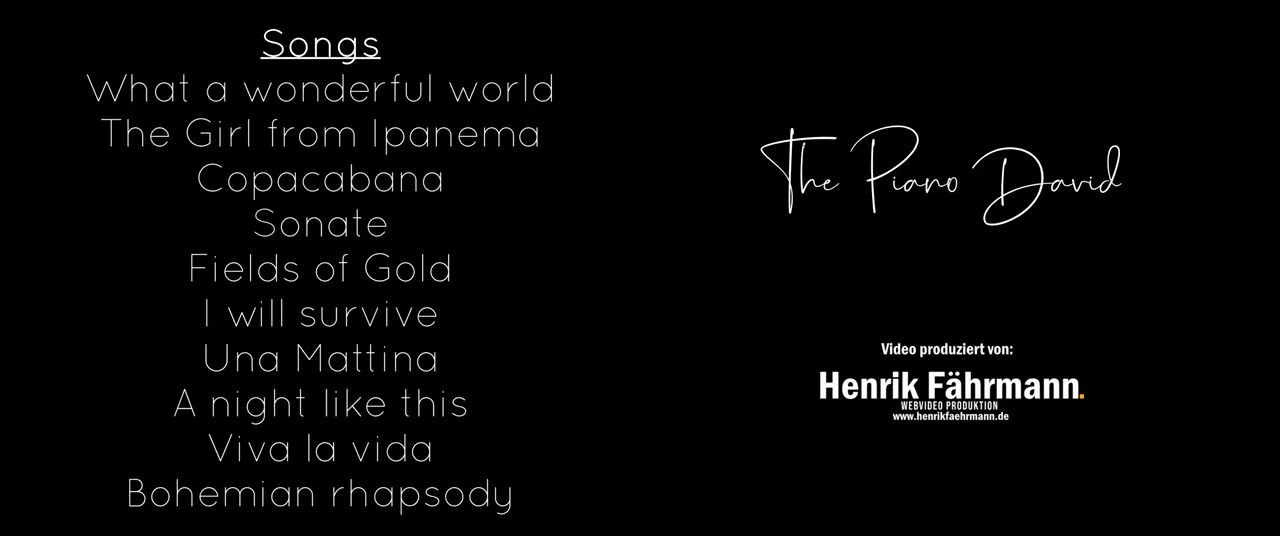 Songs
What a wonderful world
The Girl from Ipanema
Copacabana
Sonate
Fields of Gold
I will survive
Una Mattina
A night like this
Viva la vida
Bohemian rhapsody
The Piano David
Video produziert von:
Henrik Fährmann.
WEBVIDEO PRODUKTION
www.henrikfaehrmann.de